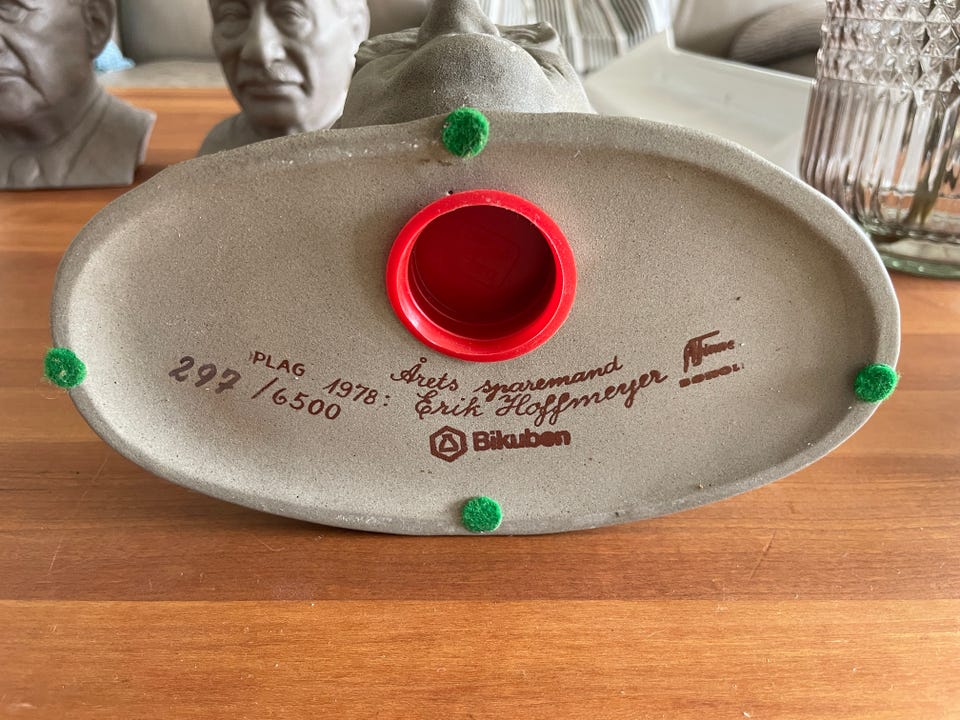 PLAG 1978: Årets sparemand
297 /6500 Erik Hoffmeyer
Bikuben